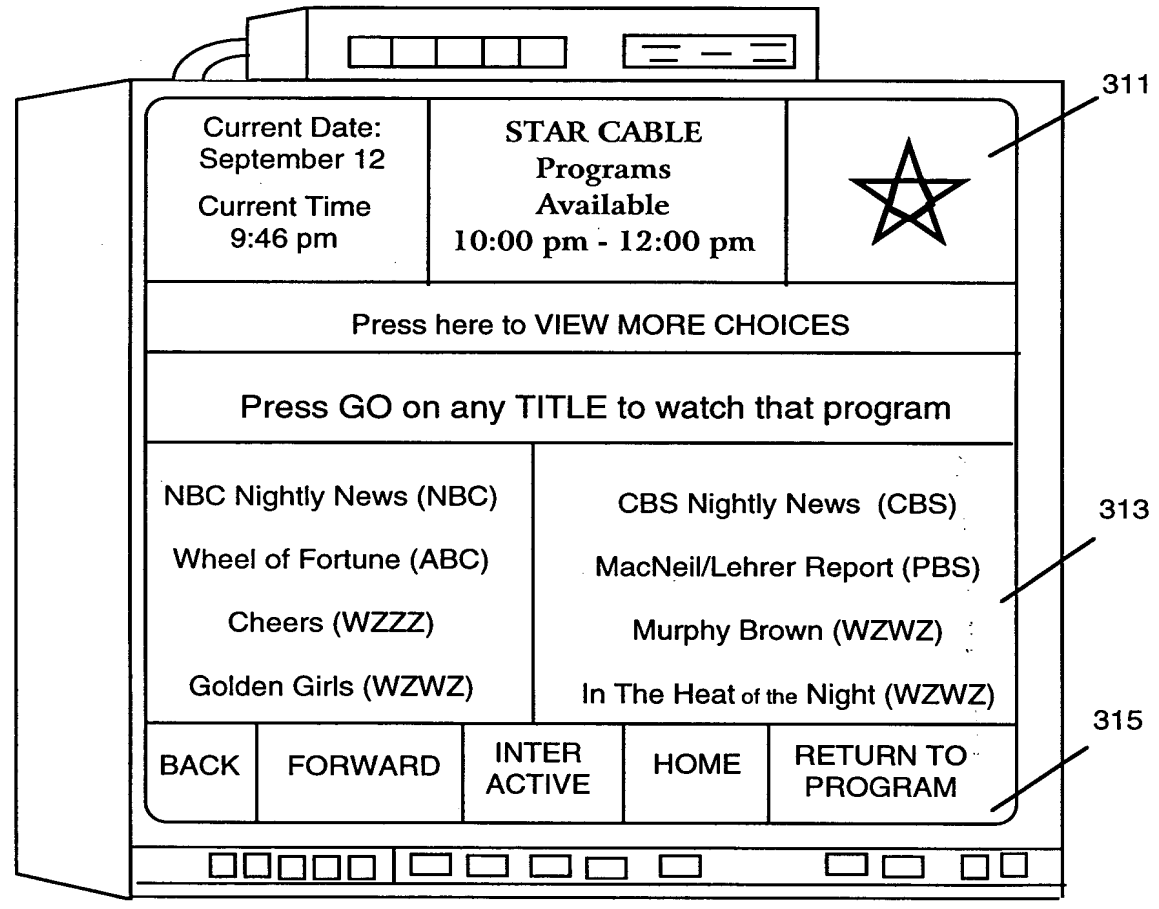 Current Date:
September 12
Current Time
9:46 pm
STAR CABLE
Programs
Available
10:00 pm - 12:00 pm
311
Press here to VIEW MORE CHOICES
Press GO on any TITLE to watch that program
NBC Nightly News (NBC)
Wheel of Fortune (ABC)
Cheers (WZZZ)
Golden Girls (WZWZ)
CBS Nightly News (CBS)
MacNeil/Lehrer Report (PBS)
Murphy Brown (WZWZ)
In The Heat of the Night (WZWZ)
313
BACK
FORWARD
INTER
ACTIVE
HOME
RETURN TO
PROGRAM
315